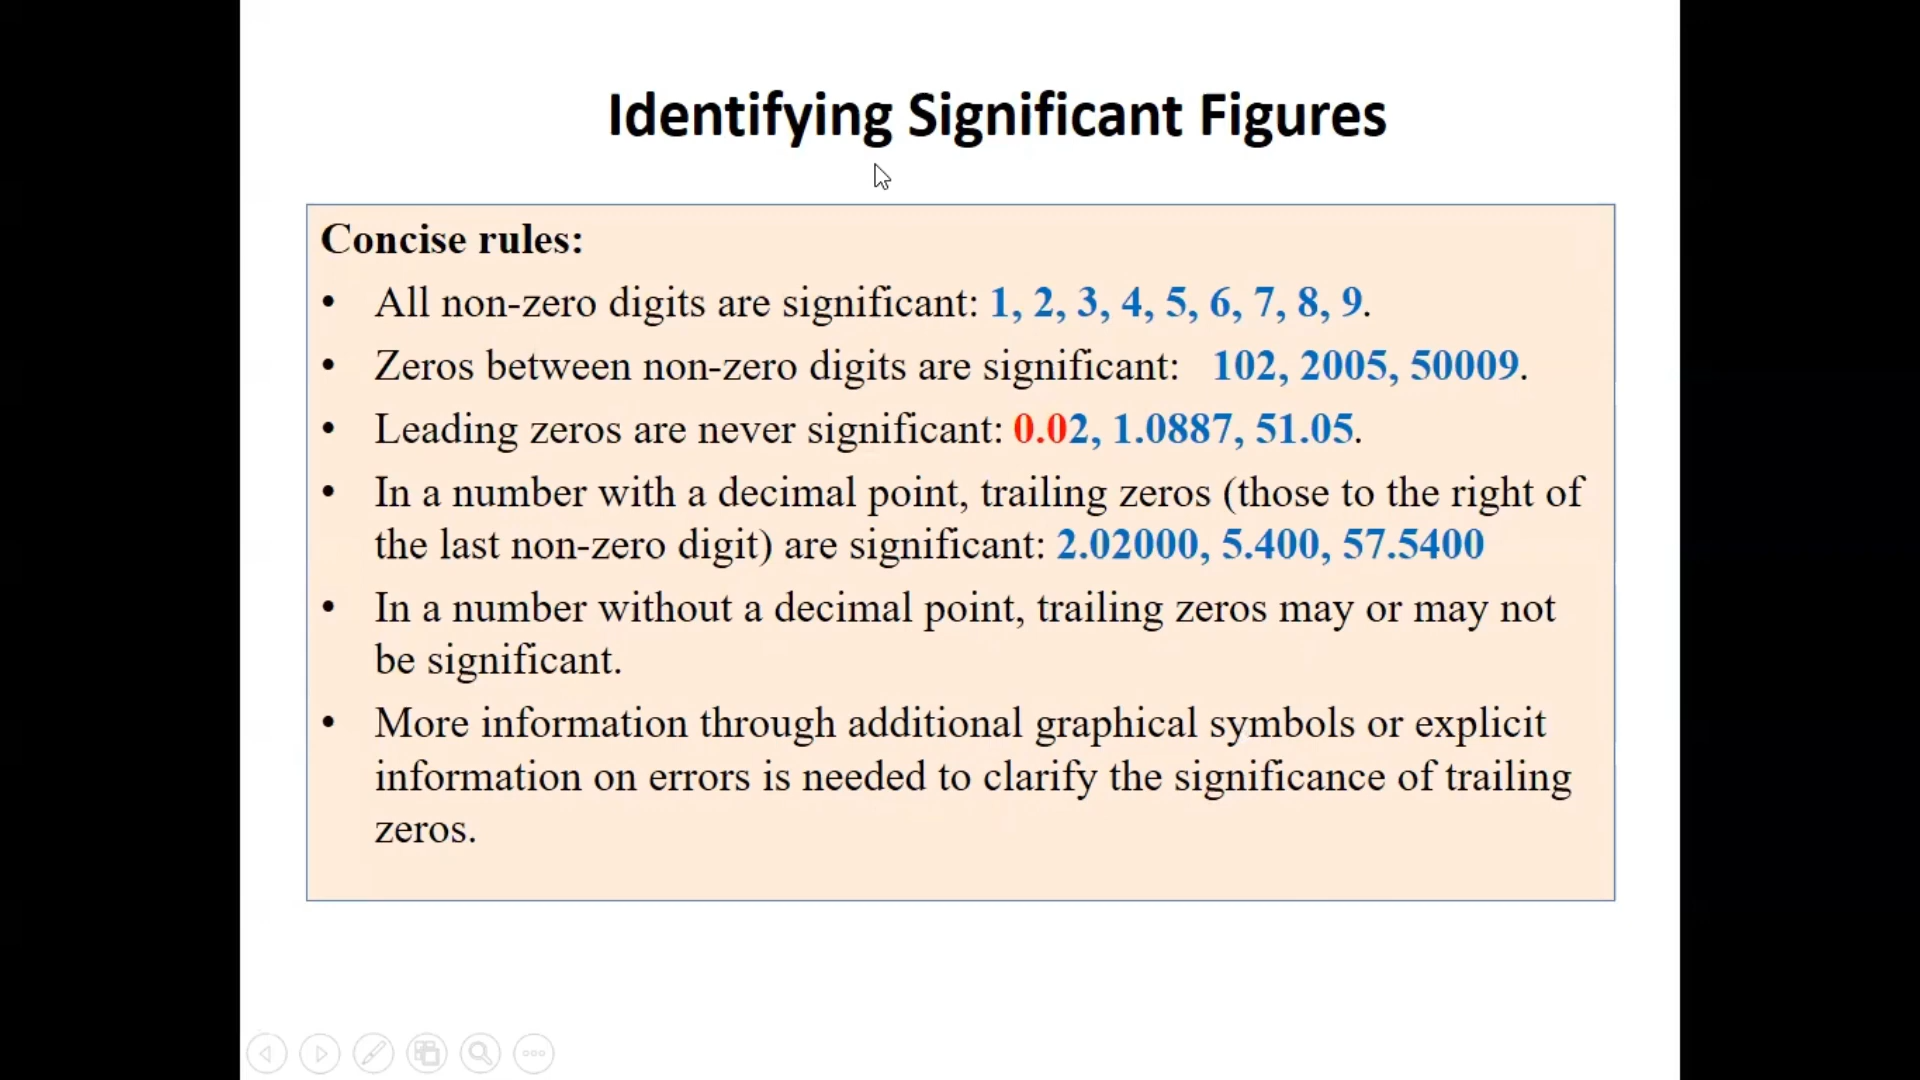 Identifying Significant Figures
Concise rules:
• All non-zero digits are significant: 1, 2, 3, 4, 5, 6, 7, 8, 9.
• Zeros between non-zero digits are significant: 102, 2005, 50009.
• Leading zeros are never significant: 0.02, 1.0887, 51.05.
• In a number with a decimal point, trailing zeros (those to the right of
the last non-zero digit) are significant: 2.02000, 5.400, 57.5400
• In a number without a decimal point, trailing zeros may or may not
be significant.
• More information through additional graphical symbols or explicit
information on errors is needed to clarify the significance of trailing
zeros.